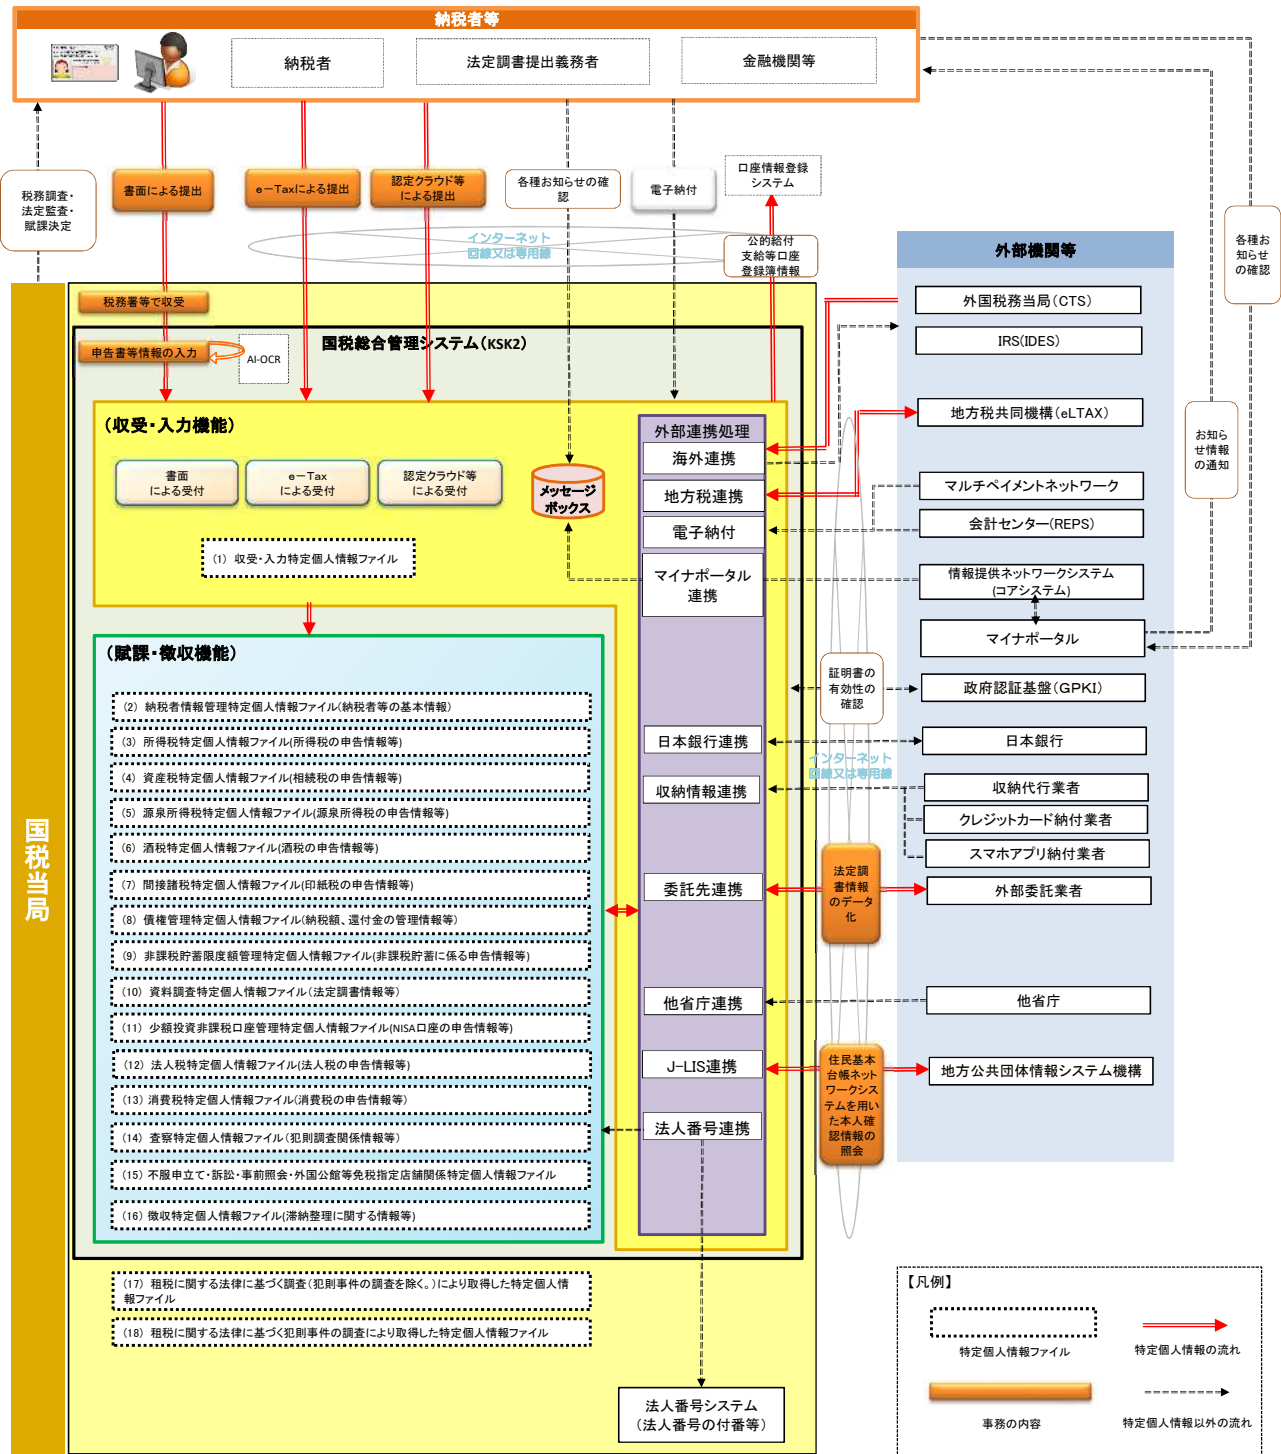 納税者等
納税者
法定調書提出義務者
金融機関等
税務調査・
法定監査・
賦課決定
書面による提出
e－Taxによる提出
認定クラウド等
による提出
各種お知らせの確
認
電子納付
口座情報登録
システム
公的給付
支給等口座
登録簿情報
インターネット
回線又は専用線
各種お
知らせ
の確認
お知ら
せ情報
の通知
国税当局
税務署等で収受
申告書等情報の入力
AI-OCR
国税総合管理システム(KSK2)
(収受・入力機能)
書面
による受付
e－Tax
による受付
認定クラウド等
による受付
メッセージ
ボックス
(1) 収受・入力特定個人情報ファイル
(賦課・徴収機能)
(2) 納税者情報管理特定個人情報ファイル(納税者等の基本情報)
(3) 所得税特定個人情報ファイル(所得税の申告情報等)
(4) 資産税特定個人情報ファイル(相続税の申告情報等)
(5) 源泉所得税特定個人情報ファイル(源泉所得税の申告情報等)
(6) 酒税特定個人情報ファイル(酒税の申告情報等)
(7) 間接諸税特定個人情報ファイル(印紙税の申告情報等)
(8) 債権管理特定個人情報ファイル(納税額、還付金の管理情報等)
(9) 非課税貯蓄限度額管理特定個人情報ファイル(非課税貯蓄に係る申告情報等)
(10) 資料調査特定個人情報ファイル(法定調書情報等)
(11) 少額投資非課税口座管理特定個人情報ファイル(NISA口座の申告情報等)
(12) 法人税特定個人情報ファイル(法人税の申告情報等)
(13) 消費税特定個人情報ファイル(消費税の申告情報等)
(14) 査察特定個人情報ファイル(犯則調査関係情報等)
(15) 不服申立て・訴訟・事前照会・外国公館等免税指定店舗関係特定個人情報ファイル
(16) 徴収特定個人情報ファイル(滞納整理に関する情報等)
(17) 租税に関する法律に基づく調査(犯則事件の調査を除く。)により取得した特定個人情
報ファイル
(18) 租税に関する法律に基づく犯則事件の調査により取得した特定個人情報ファイル
外部連携処理
海外連携
地方税連携
電子納付
マイナポータル
連携
日本銀行連携
収納情報連携
委託先連携
他省庁連携
J-LIS連携
法人番号連携
法人番号システム
(法人番号の付番等)
証明書の
有効性の
確認
インターネット
回線又は専用線
法定調
書情報
のデータ
化
住民基本
台帳ネット
ワークシス
テムを用い
た本人確
認情報の
照会
外部機関等
外国税務当局(CTS)
IRS(IDES)
地方税共同機構(eLTAX)
マルチペイメントネットワーク
会計センター(REPS)
情報提供ネットワークシステム
(コアシステム)
マイナポータル
政府認証基盤(GPKI)
日本銀行
収納代行業者
クレジットカード納付業者
スマホアプリ納付業者
外部委託業者
他省庁
地方公共団体情報システム機構
【凡例】
特定個人情報ファイル
特定個人情報の流れ
事務の内容
特定個人情報以外の流れ